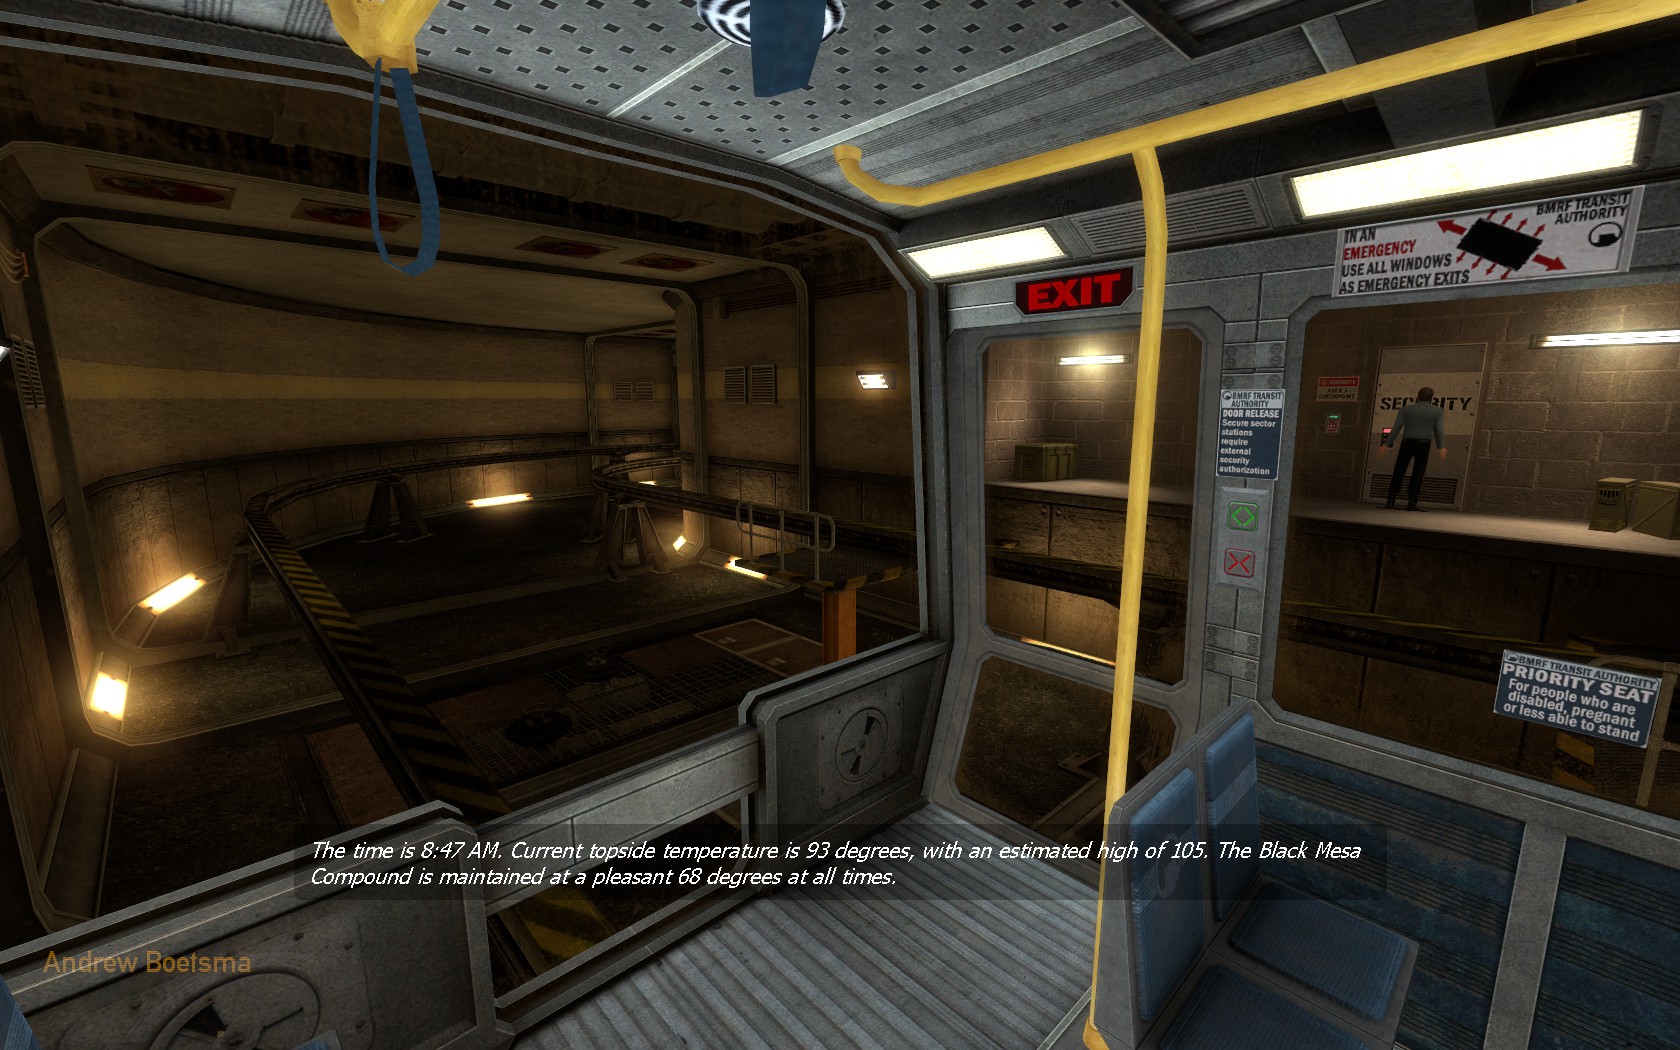 EXIT
BMRF TRANSIT
AUTHORITY
IN AN
EMERGENCY
USE ALL WINDOWS
AS EMERGENCY EXITS
BMRF TRANSIT
AUTHORITY
DOOR RELEASE
Secure sector
stations
require
external
security
authorization
SECURITY
CHECKPOINT
BMRF TRANSIT AUTHORITY
PRIORITY SEAT
For people who are
disabled, pregnant
or less able to stand
The time is 8:47 AM. Current topside temperature is 93 degrees, with an estimated high of 105. The Black Mesa
Compound is maintained at a pleasant 68 degrees at all times.
Andrew Boetsma